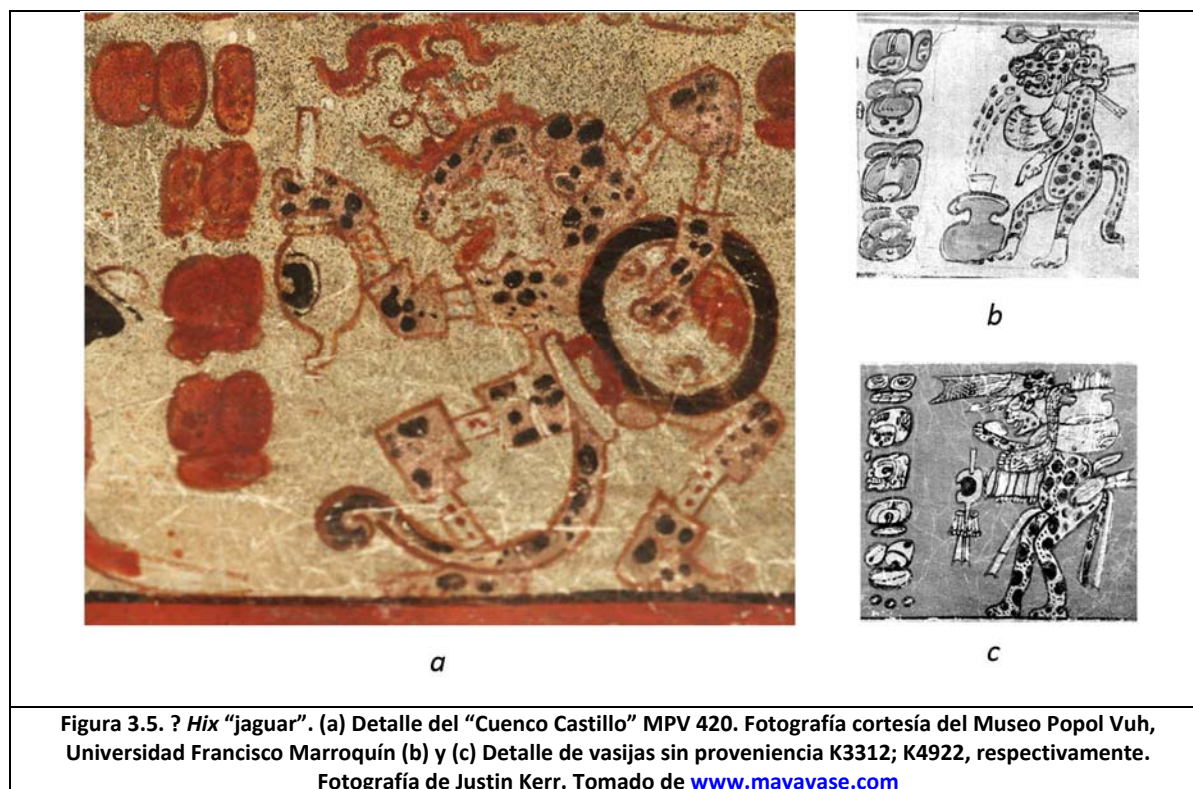 a
b
c
Figura 3.5. ? Hix “jaguar”. (a) Detalle del “Cuenco Castillo” MPV 420. Fotografía cortesía del Museo Popol Vuh,
Universidad Francisco Marroquín (b) y (c) Detalle de vasijas sin proveniencia K3312; K4922, respectivamente.
Fotografía de Justin Kerr. Tomado de www.mayavase.com